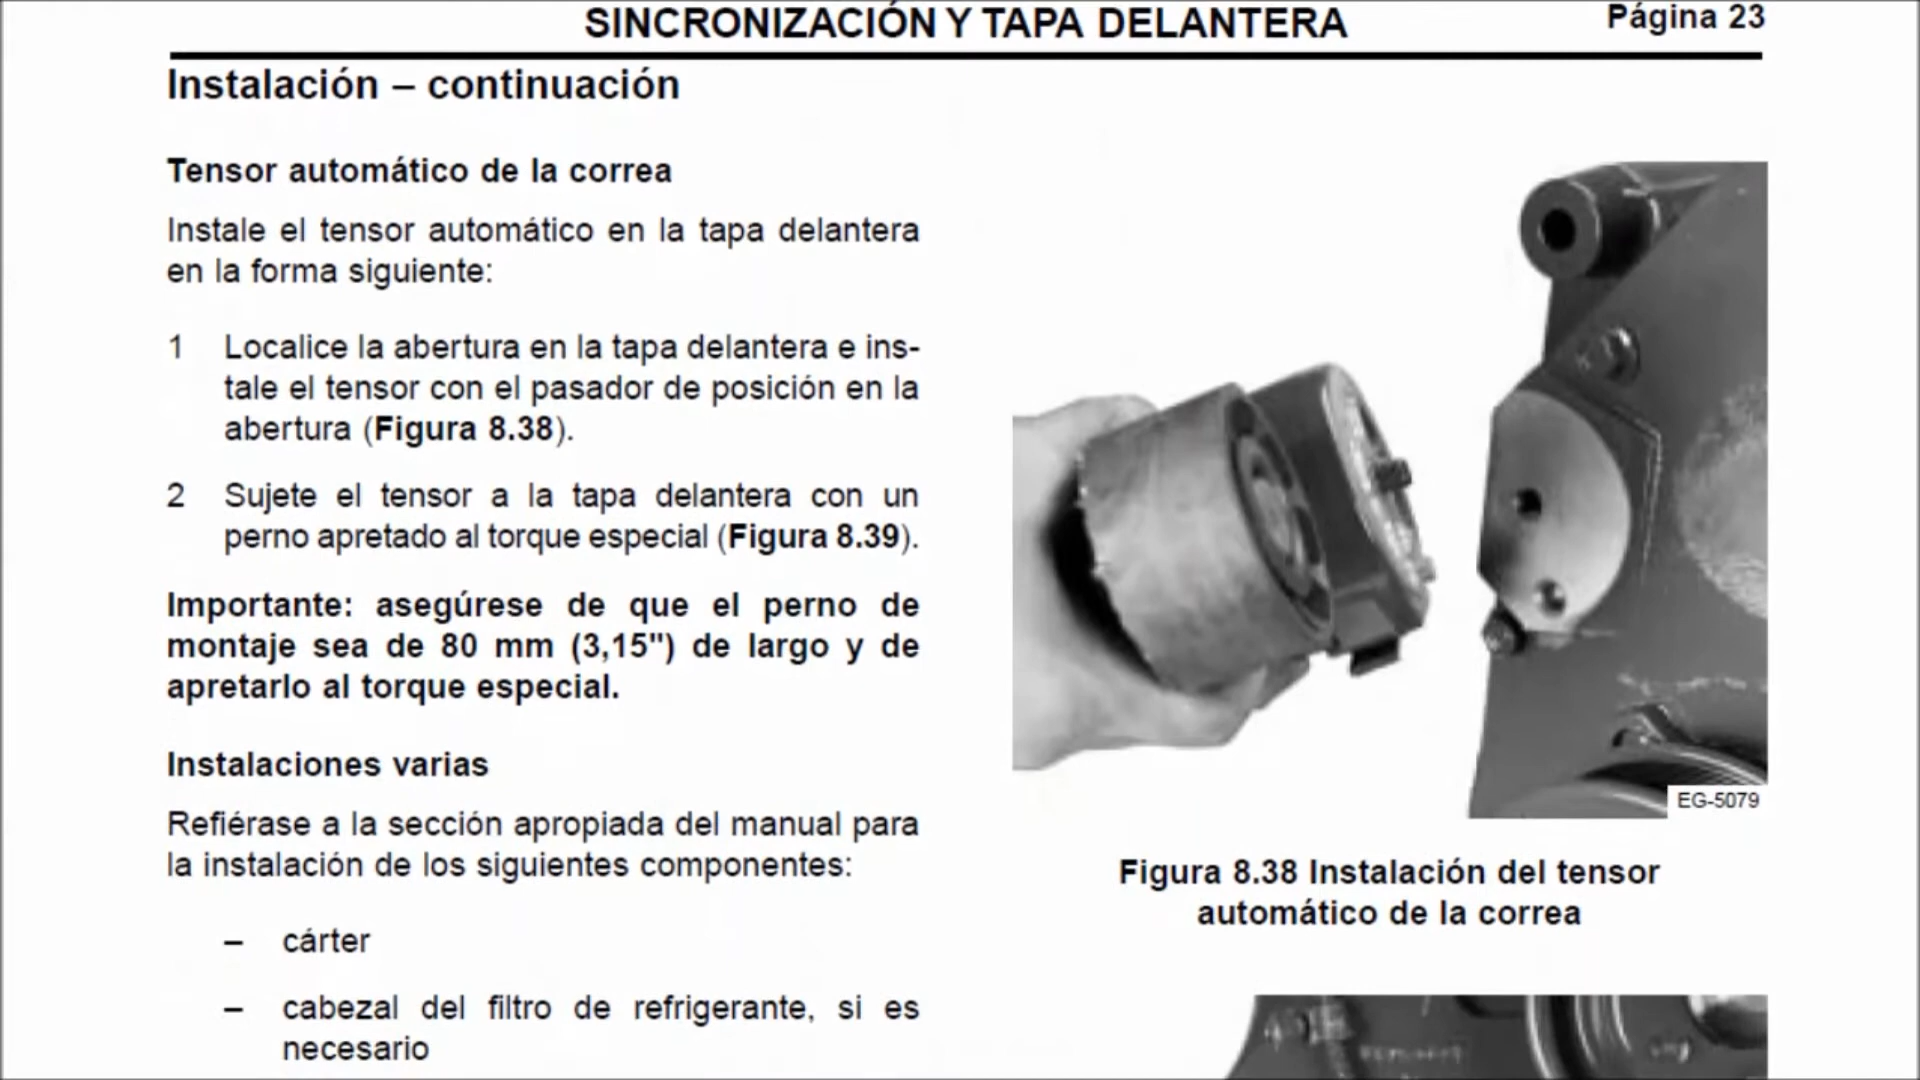 SINCRONIZACIÓN Y TAPA DELANTERA
Página 23
Instalación – continuación
Tensor automático de la correa
Instale el tensor automático en la tapa delantera
en la forma siguiente:
1 Localice la abertura en la tapa delantera e ins-
tale el tensor con el pasador de posición en la
abertura (Figura 8.38).
2 Sujete el tensor a la tapa delantera con un
perno apretado al torque especial (Figura 8.39).
Importante: asegúrese de que el perno de
montaje sea de 80 mm (3,15") de largo y de
apretarlo al torque especial.
Instalaciones varias
Refiérase a la sección apropiada del manual para
la instalación de los siguientes componentes:
– cárter
– cabezal del filtro de refrigerante, si es
necesario
EG-5079
Figura 8.38 Instalación del tensor
automático de la correa